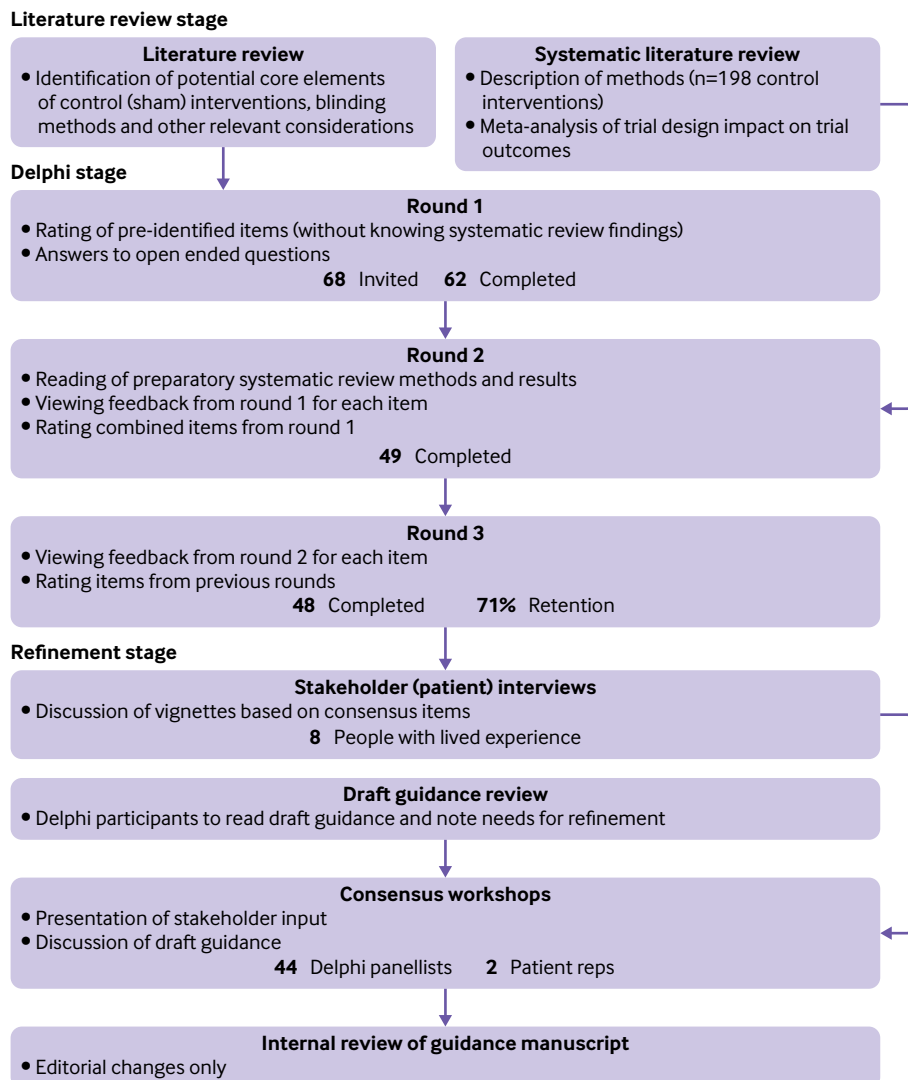 Literature review stage
Literature review
• Identification of potential core elements
of control (sham) interventions, blinding
methods and other relevant considerations
Systematic literature review
• Description of methods (n=198 control
interventions)
• Meta-analysis of trial design impact on trial
outcomes
Delphi stage
Round 1
• Rating of pre-identified items (without knowing systematic review findings)
• Answers to open ended questions
68 Invited 62 Completed
Round 2
• Reading of preparatory systematic review methods and results
• Viewing feedback from round 1 for each item
• Rating combined items from round 1
49 Completed
Round 3
• Viewing feedback from round 2 for each item
• Rating items from previous rounds
48 Completed 71% Retention
Refinement stage
Stakeholder (patient) interviews
• Discussion of vignettes based on consensus items
8 People with lived experience
Draft guidance review
• Delphi participants to read draft guidance and note needs for refinement
Consensus workshops
• Presentation of stakeholder input
• Discussion of draft guidance
44 Delphi panellists 2 Patient reps
Internal review of guidance manuscript
• Editorial changes only